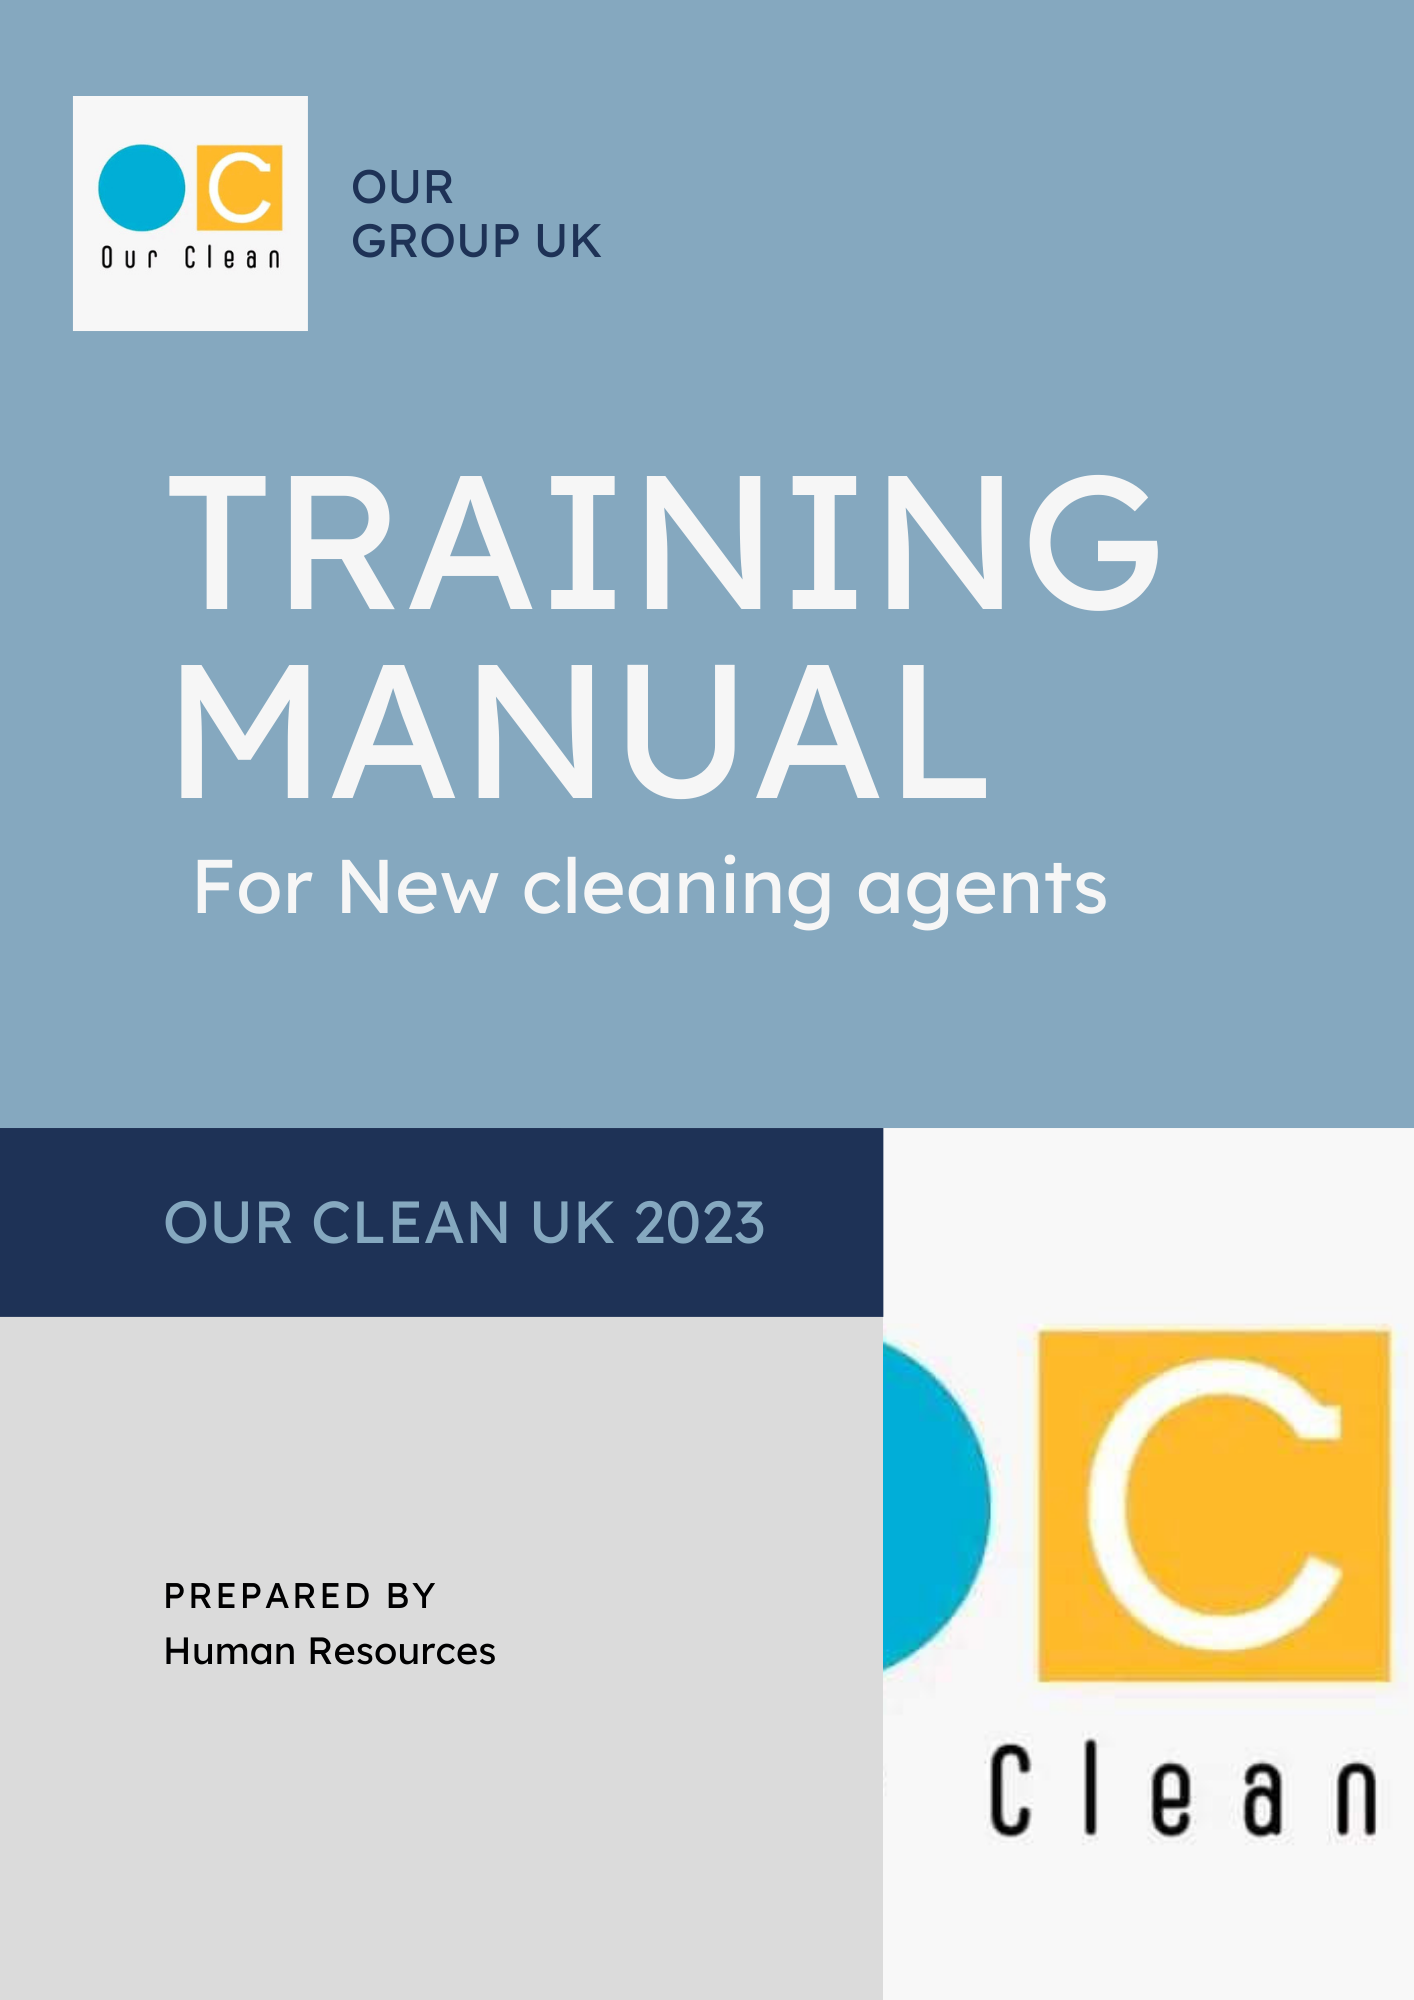 C
Our Clean
OUR
GROUP UK
TRAINING
MANUAL
For New cleaning agents
OUR CLEAN UK 2023
PREPARED BY
Human Resources
C
Clean